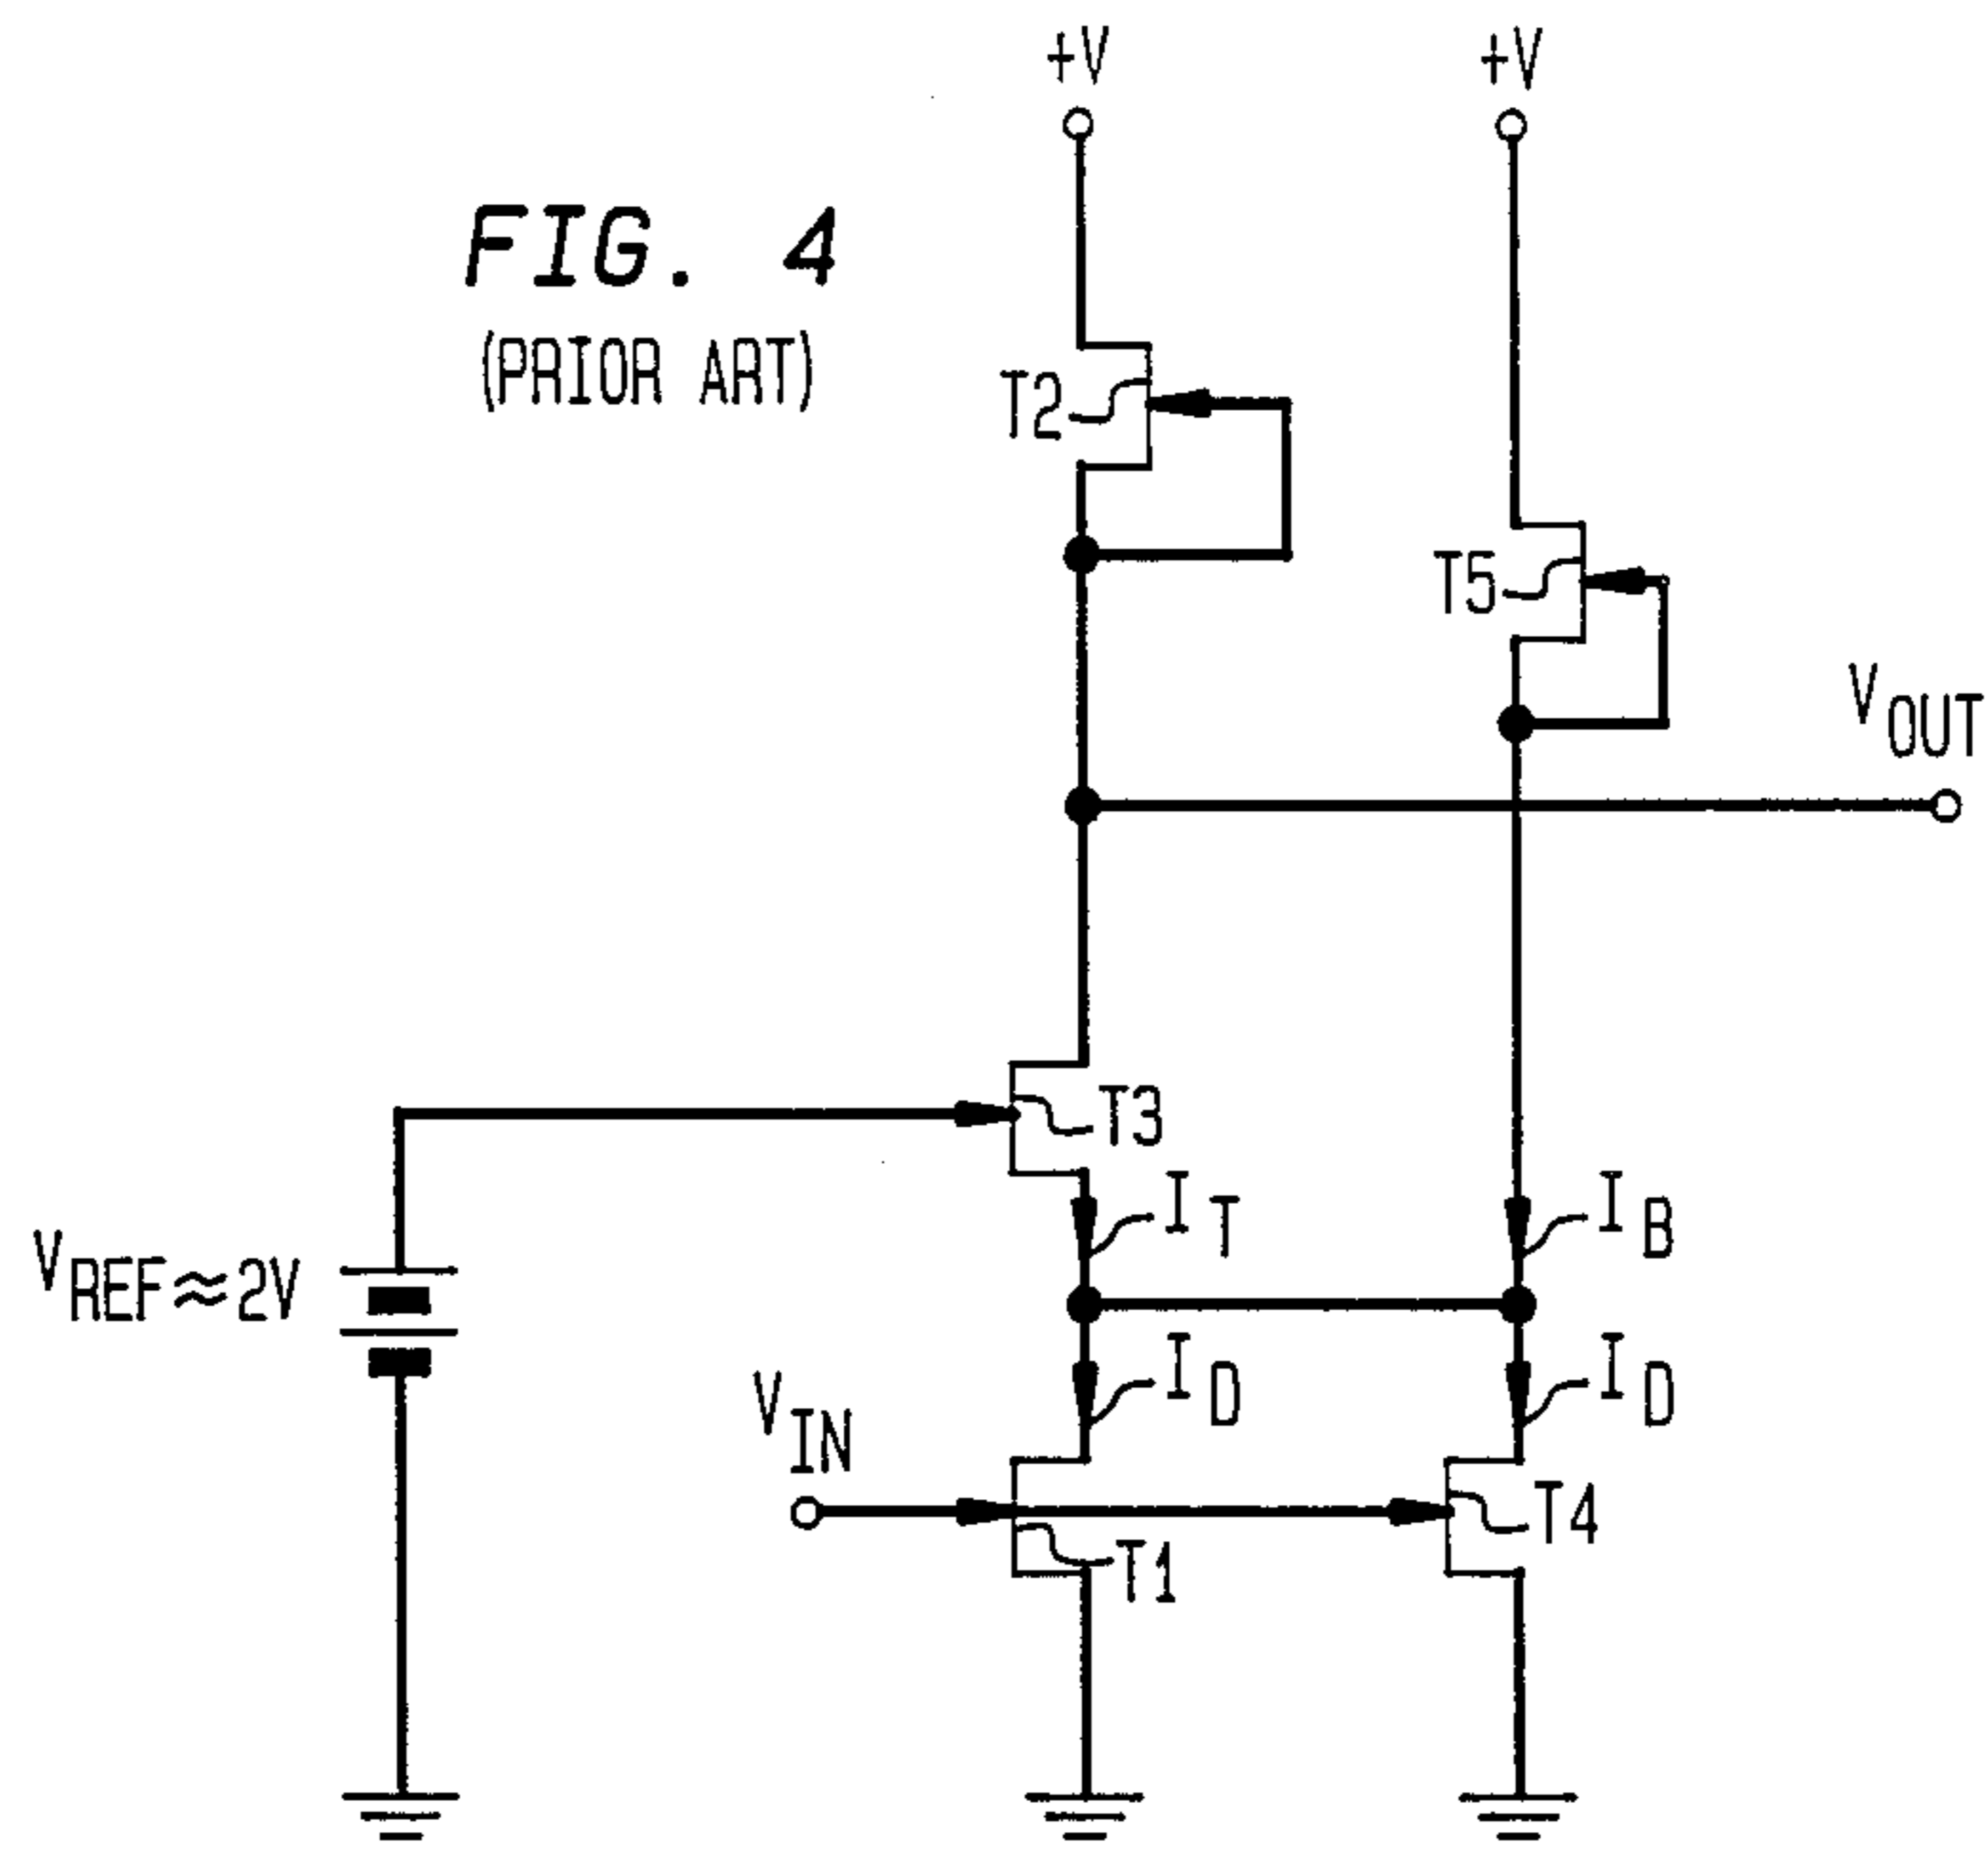 +V
+V
FIG. 4
(PRIOR ART)
T2
T5
VOUT
T3
IT
IB
VREF≈2V
ID
ID
VIN
T4
T1